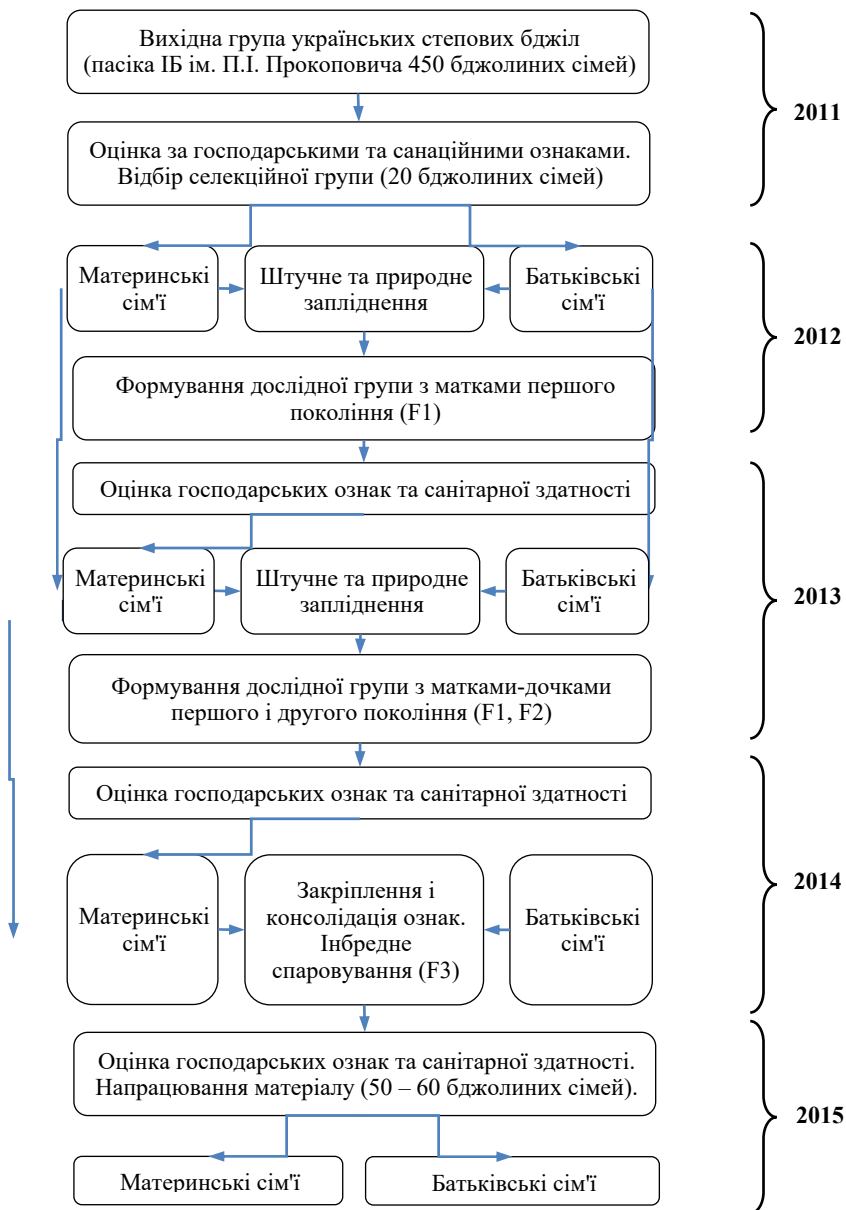 Вихідна група українських степових бджіл
(пасіка ІБ ім. П.І. Прокоповича 450 бджолиних сімей)
2011
Оцінка за господарськими та санаційними ознаками.
Відбір селекційної групи (20 бджолиних сімей)
Материнські
сім'ї
Штучне та природне
запліднення
Батьківські
сім'ї
2012
Формування дослідної групи з матками першого
покоління (F1)
Оцінка господарських ознак та санітарної здатності
Материнські
сім'ї
Штучне та природне
запліднення
Батьківські
сім'ї
2013
Формування дослідної групи з матками-дочками
першого і другого покоління (F1, F2)
Оцінка господарських ознак та санітарної здатності
Материнські
сім'ї
Закріплення і
консолідація ознак.
Інбредне
спаровування (F3)
Батьківські
сім'ї
2014
Оцінка господарських ознак та санітарної здатності.
Напрацювання матеріалу (50 – 60 бджолиних сімей).
2015
Материнські сім'ї
Батьківські сім'ї